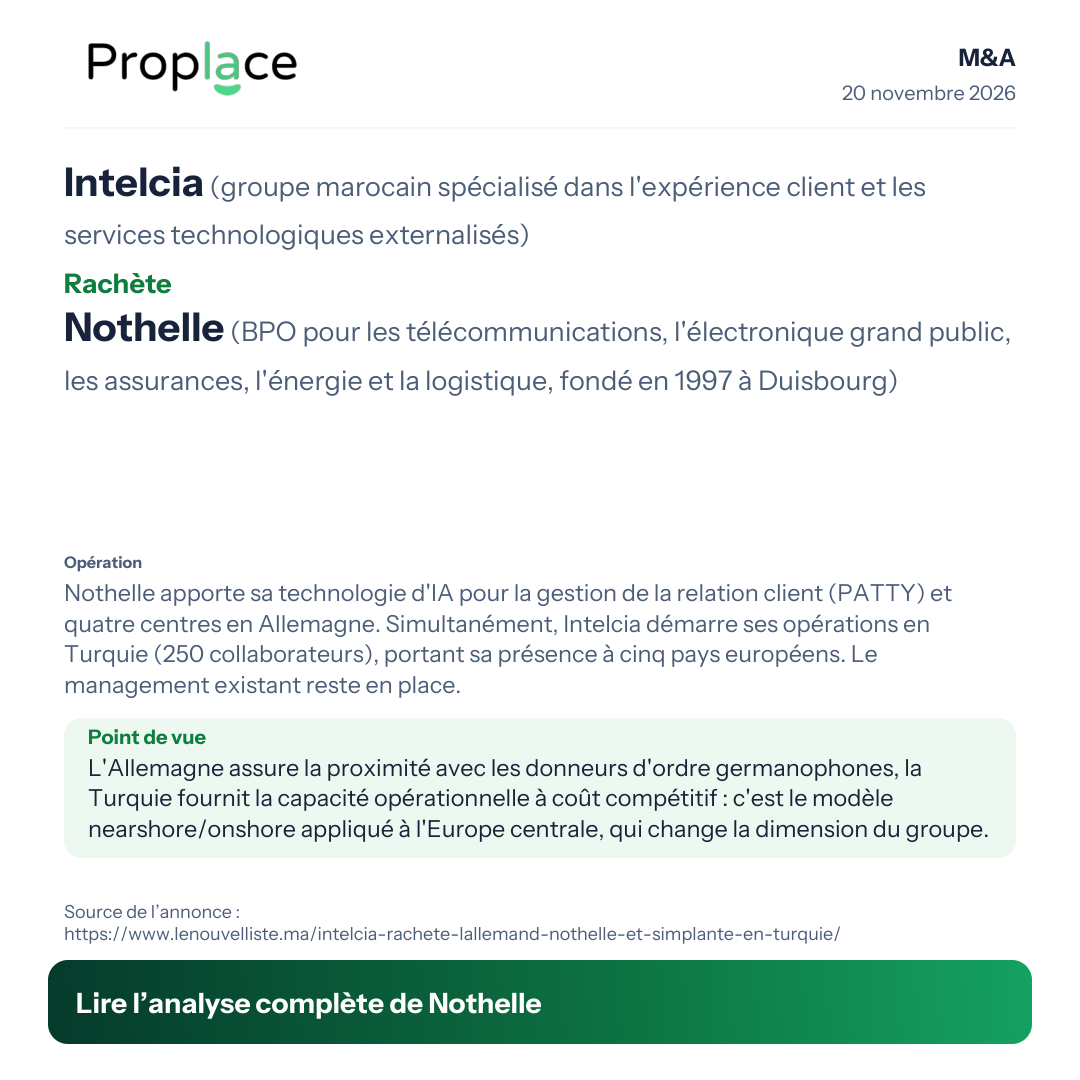 Proplace
M&A
20 novembre 2026
Intelcia (groupe marocain spécialisé dans l'expérience client et les
services technologiques externalisés)
Rachète
Nothelle (BPO pour les télécommunications, l'électronique grand public,
les assurances, l'énergie et la logistique, fondé en 1997 à Duisbourg)
Opération
Nothelle apporte sa technologie d'IA pour la gestion de la relation client (PATTY) et
quatre centres en Allemagne. Simultanément, Intelcia démarre ses opérations en
Turquie (250 collaborateurs), portant sa présence à cinq pays européens. Le
management existant reste en place.
Point de vue
L'Allemagne assure la proximité avec les donneurs d'ordre germanophones, la
Turquie fournit la capacité opérationnelle à coût compétitif : c'est le modèle
nearshore/onshore appliqué à l'Europe centrale, qui change la dimension du groupe.
Source de l’annonce :
https://www.lenouvelliste.ma/intelcia-rachete-lallemand-nothelle-et-simplante-en-turquie/
Lire l’analyse complète de Nothelle